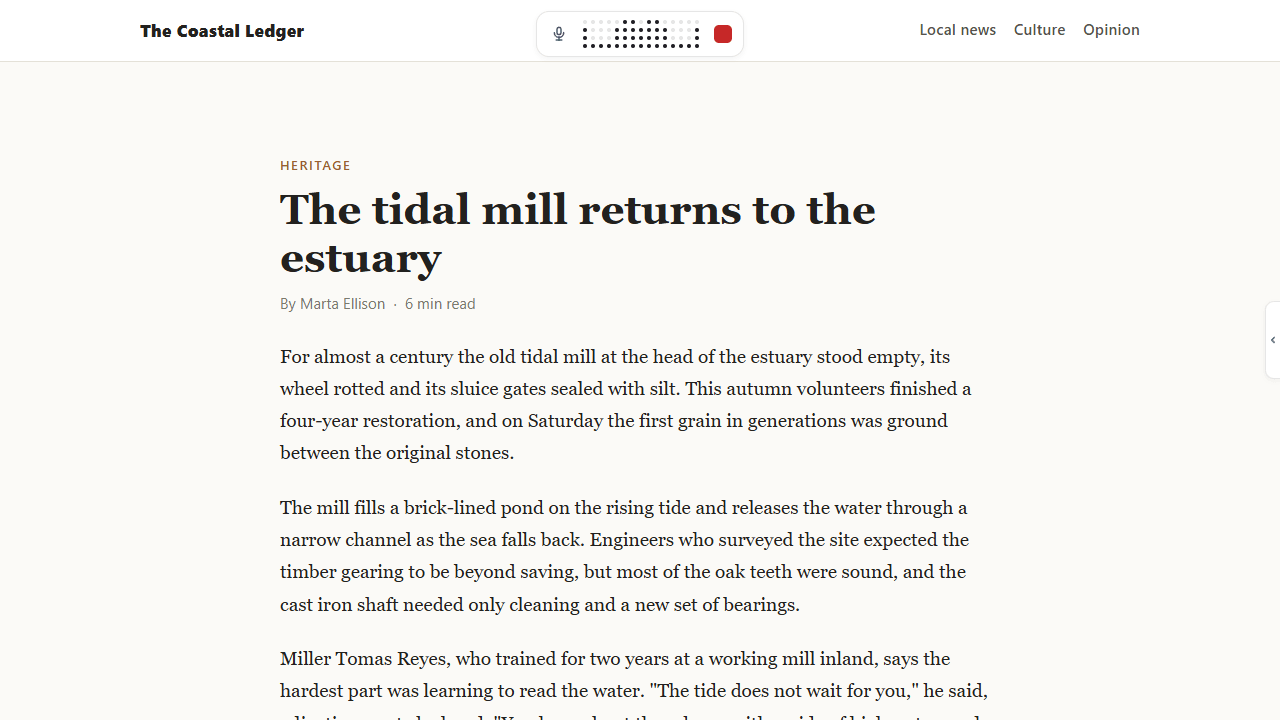 The Coastal Ledger
Local news Culture Opinion
HERITAGE
The tidal mill returns to the
estuary
By Marta Ellison · 6 min read
For almost a century the old tidal mill at the head of the estuary stood empty, its
wheel rotted and its sluice gates sealed with silt. This autumn volunteers finished a
four-year restoration, and on Saturday the first grain in generations was ground
between the original stones.
The mill fills a brick-lined pond on the rising tide and releases the water through a
narrow channel as the sea falls back. Engineers who surveyed the site expected the
timber gearing to be beyond saving, but most of the oak teeth were sound, and the
cast iron shaft needed only cleaning and a new set of bearings.
Miller Tomas Reyes, who trained for two years at a working mill inland, says the
hardest part was learning to read the water. "The tide does not wait for you," he said,